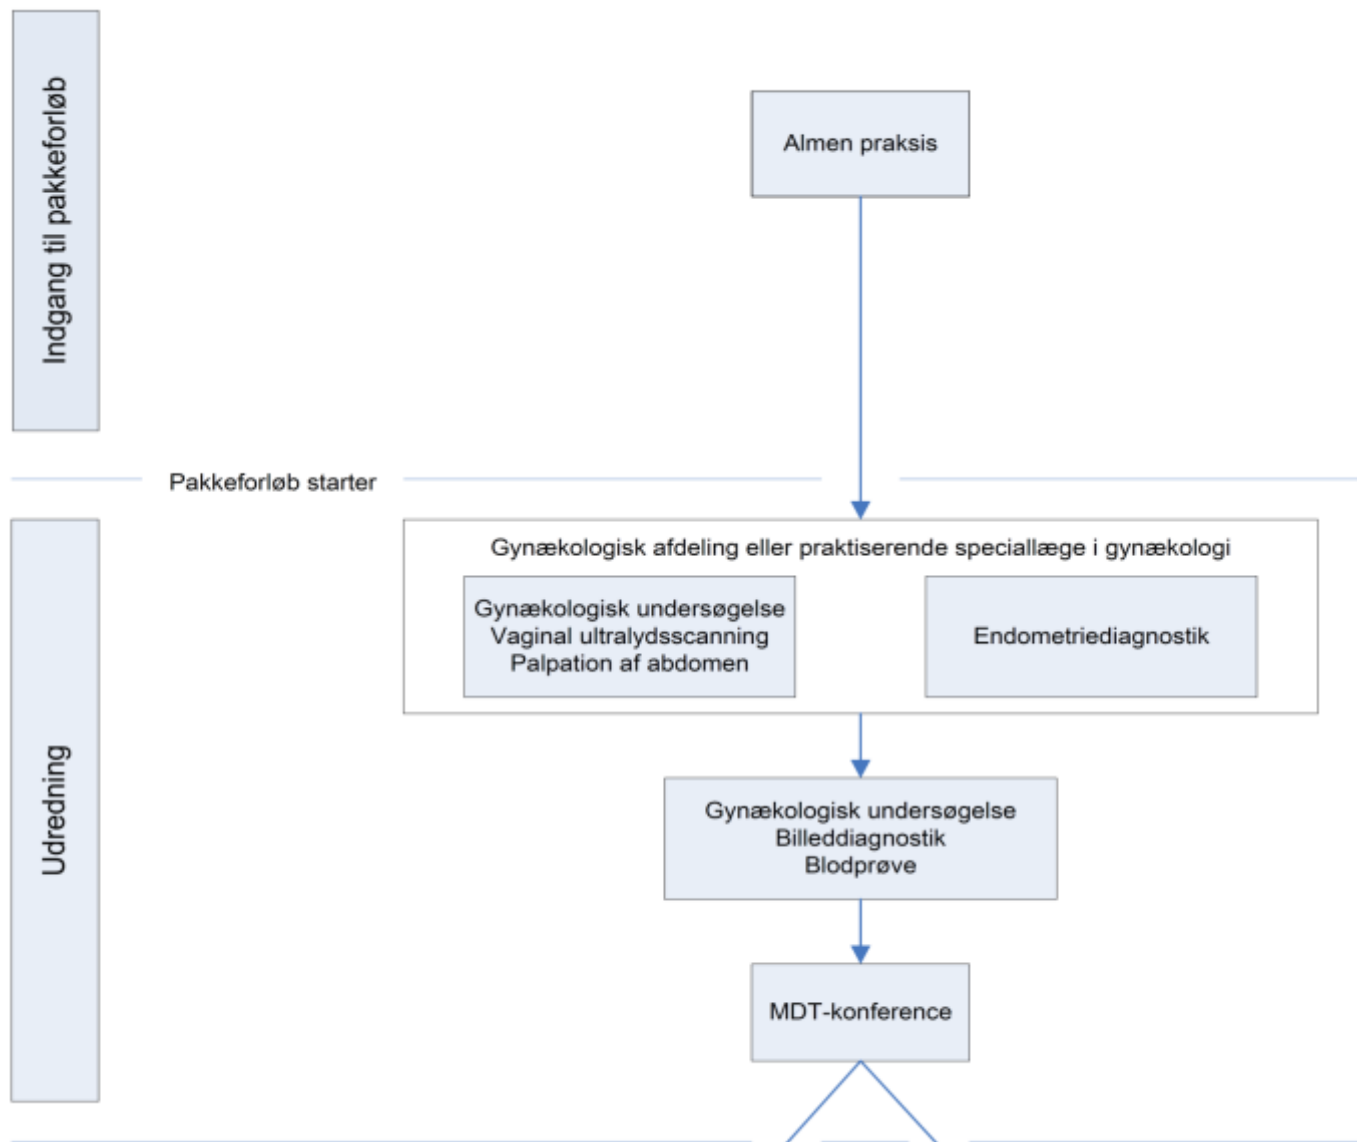 Indgang til pakkeforløb
Almen praksis
Pakkeforløb starter
Udredning
Gynækologisk afdeling eller praktiserende speciallæge i gynækologi
Gynækologisk undersøgelse
Vaginal ultralydsscanning
Palpation af abdomen
Endometriediagnostik
Gynækologisk undersøgelse
Billeddiagnostik
Blodprøve
MDT-konference